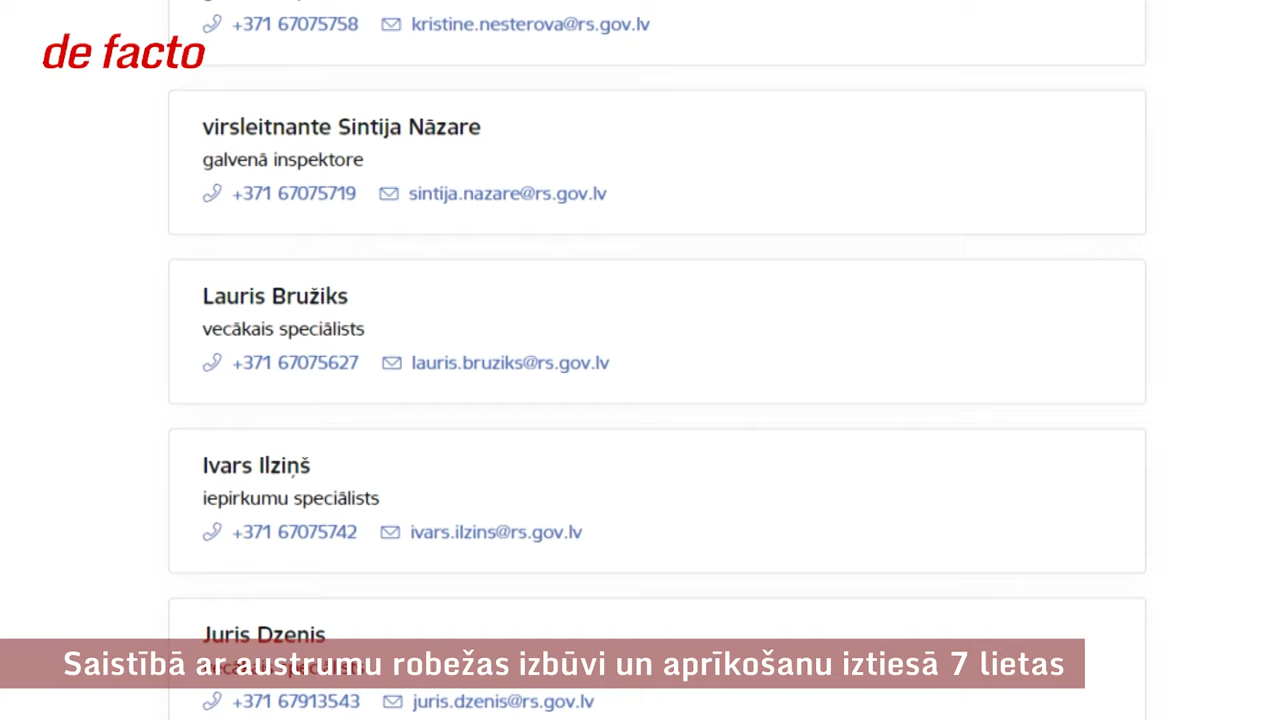 +371 67075758 kristine.nesterova@rs.gov.lv
de facto
virsleitnante Sintija Nāzare
galvenā inspektore
+371 67075719 sintija.nazare@rs.gov.lv
Lauris Bružiks
vecākais speciālists
+371 67075627 lauris.bruziks@rs.gov.lv
Ivars Ilziņš
iepirkumu speciālists
+371 67075742 ivars.ilzins@rs.gov.lv
Juris Dzenis
vecākais speciālists
Saistībā ar austrumu robežas izbūvi un aprīkošanu iztiesā 7 lietas
+371 67913543 juris.dzenis@rs.gov.lv